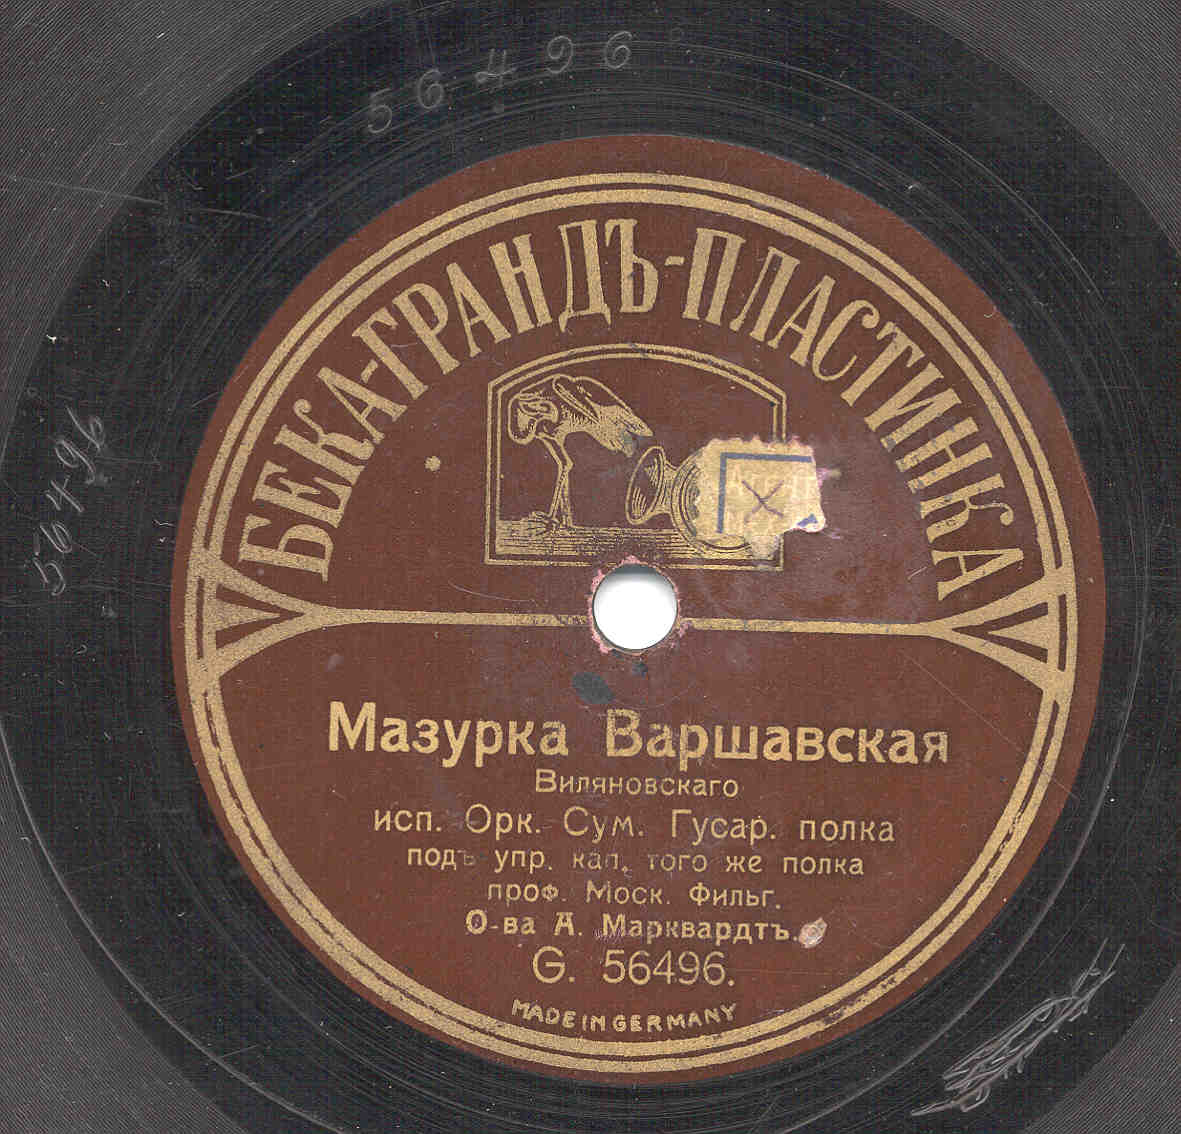 56496
БЕКА-ГРАНДЪ-ПЛАСТИНКА
56496
Мазурка Варшавская
Виляновскаго
исп. Орк. Сум. Гусар. полка
подъ упр. кап. того же полка
проф. Моск. Фильг.
О-ва А. Марквардтъ.
G. 56496.
MADE IN GERMANY